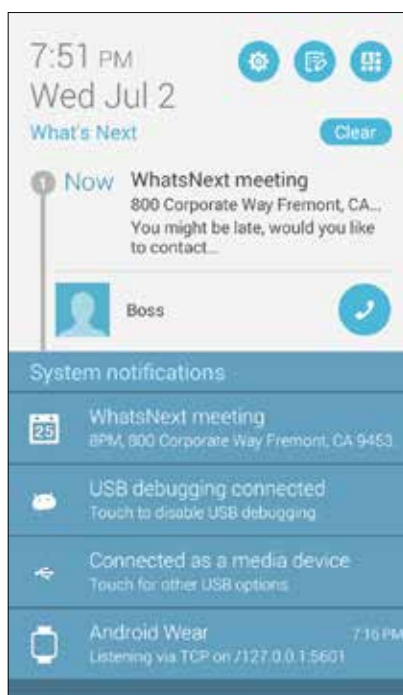 7:51 PM
Wed Jul 2
What's Next
Clear
Now
WhatsNext meeting
800 Corporate Way Fremont, CA...
You might be late, would you like
to contact...
Boss
System notifications
25
WhatsNext meeting
8PM, 800 Corporate Way Fremont, CA 9453
USB debugging connected
Touch to disable USB debugging
Connected as a media device
Touch for other USB options
Android Wear
7:16 PM
Listening via TCP on /127.0.0.1:5601